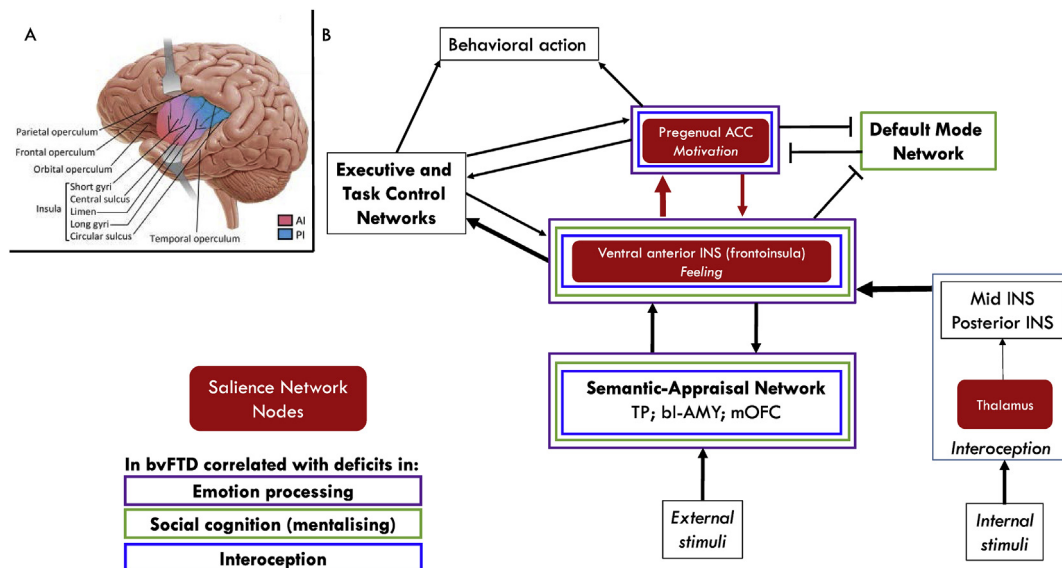 A
Parietal operculum
Frontal operculum
Orbital operculum
Insula
Short gyri
Central sulcus
Limen
Long gyri
Circular sulcus
Temporal operculum
AI
PI
B
Behavioral action
Pregenual ACC
Motivation
Default Mode
Network
Executive and
Task Control
Networks
Ventral anterior INS (frontoinsula)
Feeling
Mid INS
Posterior INS
Thalamus
Interoception
Semantic-Appraisal Network
TP; bl-AMY; mOFC
External
stimuli
Internal
stimuli
Salience Network
Nodes
In bvFTD correlated with deficits in:
Emotion processing
Social cognition (mentalising)
Interoception